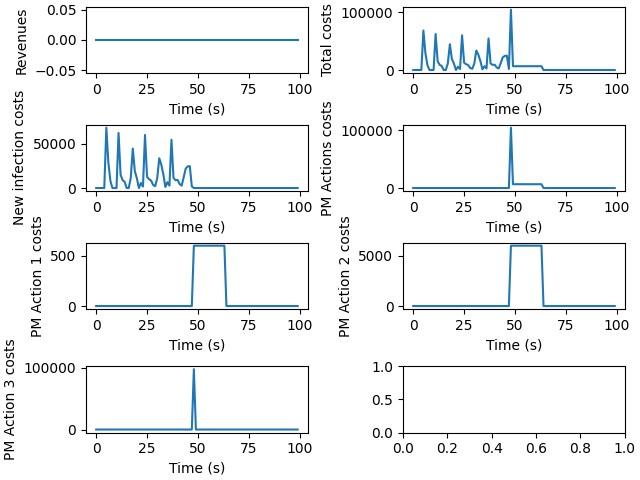 Revenues
0.05
0.00
−0.05
0 25 50 75 100
Time (s)
Total costs
100000
0
0 25 50 75 100
Time (s)
New infection costs
50000
0
0 25 50 75 100
Time (s)
PM Actions costs
100000
0
0 25 50 75 100
Time (s)
PM Action 1 costs
500
0
0 25 50 75 100
Time (s)
PM Action 2 costs
5000
0
0 25 50 75 100
Time (s)
PM Action 3 costs
100000
0
0 25 50 75 100
Time (s)
1.0
0.5
0.0
0.0 0.2 0.4 0.6 0.8 1.0